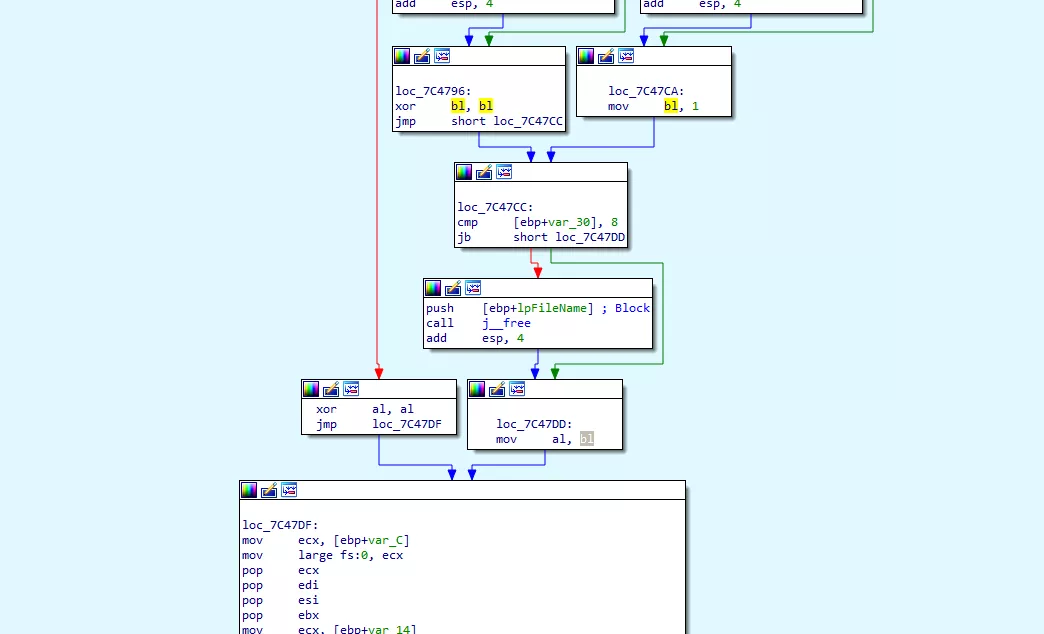 add esp, 4
add esp, 4
loc_7C4796:
xor bl, bl
jmp short loc_7C47CC
loc_7C47CA:
mov bl, 1
loc_7C47CC:
cmp [ebp+var_30], 8
jb short loc_7C47DD
push [ebp+lpFileName] ; Block
call j__free
add esp, 4
xor al, al
jmp loc_7C47DF
loc_7C47DD:
mov al, bl
loc_7C47DF:
mov ecx, [ebp+var_C]
mov large fs:0, ecx
pop ecx
pop edi
pop esi
pop ebx
mov ecx, [ebp+var_14]